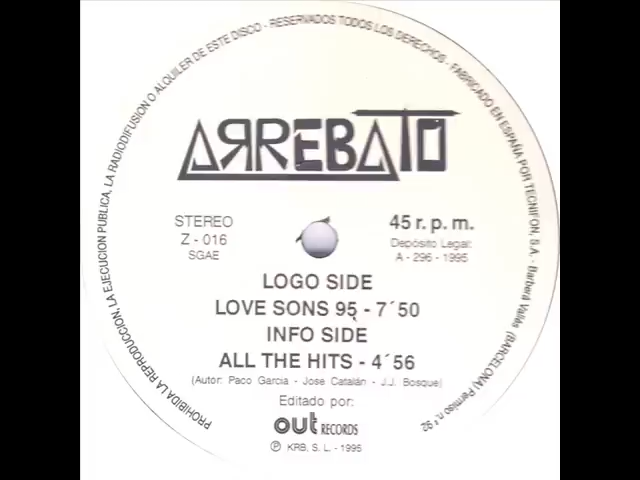 PROHIBIDA LA REPRODUCCION, LA EJECUCION PUBLICA, LA RADIODIFUSION O ALQUILER DE ESTE DISCO - RESERVADOS TODOS LOS DERECHOS - FABRICADO EN ESPAÑA POR TECNIFON, S.A. - Barberá Vallés (BARCELONA) Permiso n.º 92
ARREBATO
STEREO
Z - 016
SGAE
45 r. p. m.
Depósito Legal:
A - 296 - 1995
LOGO SIDE
LOVE SONS 95 - 7´50
INFO SIDE
ALL THE HITS - 4´56
(Autor: Paco Garcia - Jose Catalán - J.J. Bosque)
Editado por:
out RECORDS
℗ KRB, S. L. - 1995